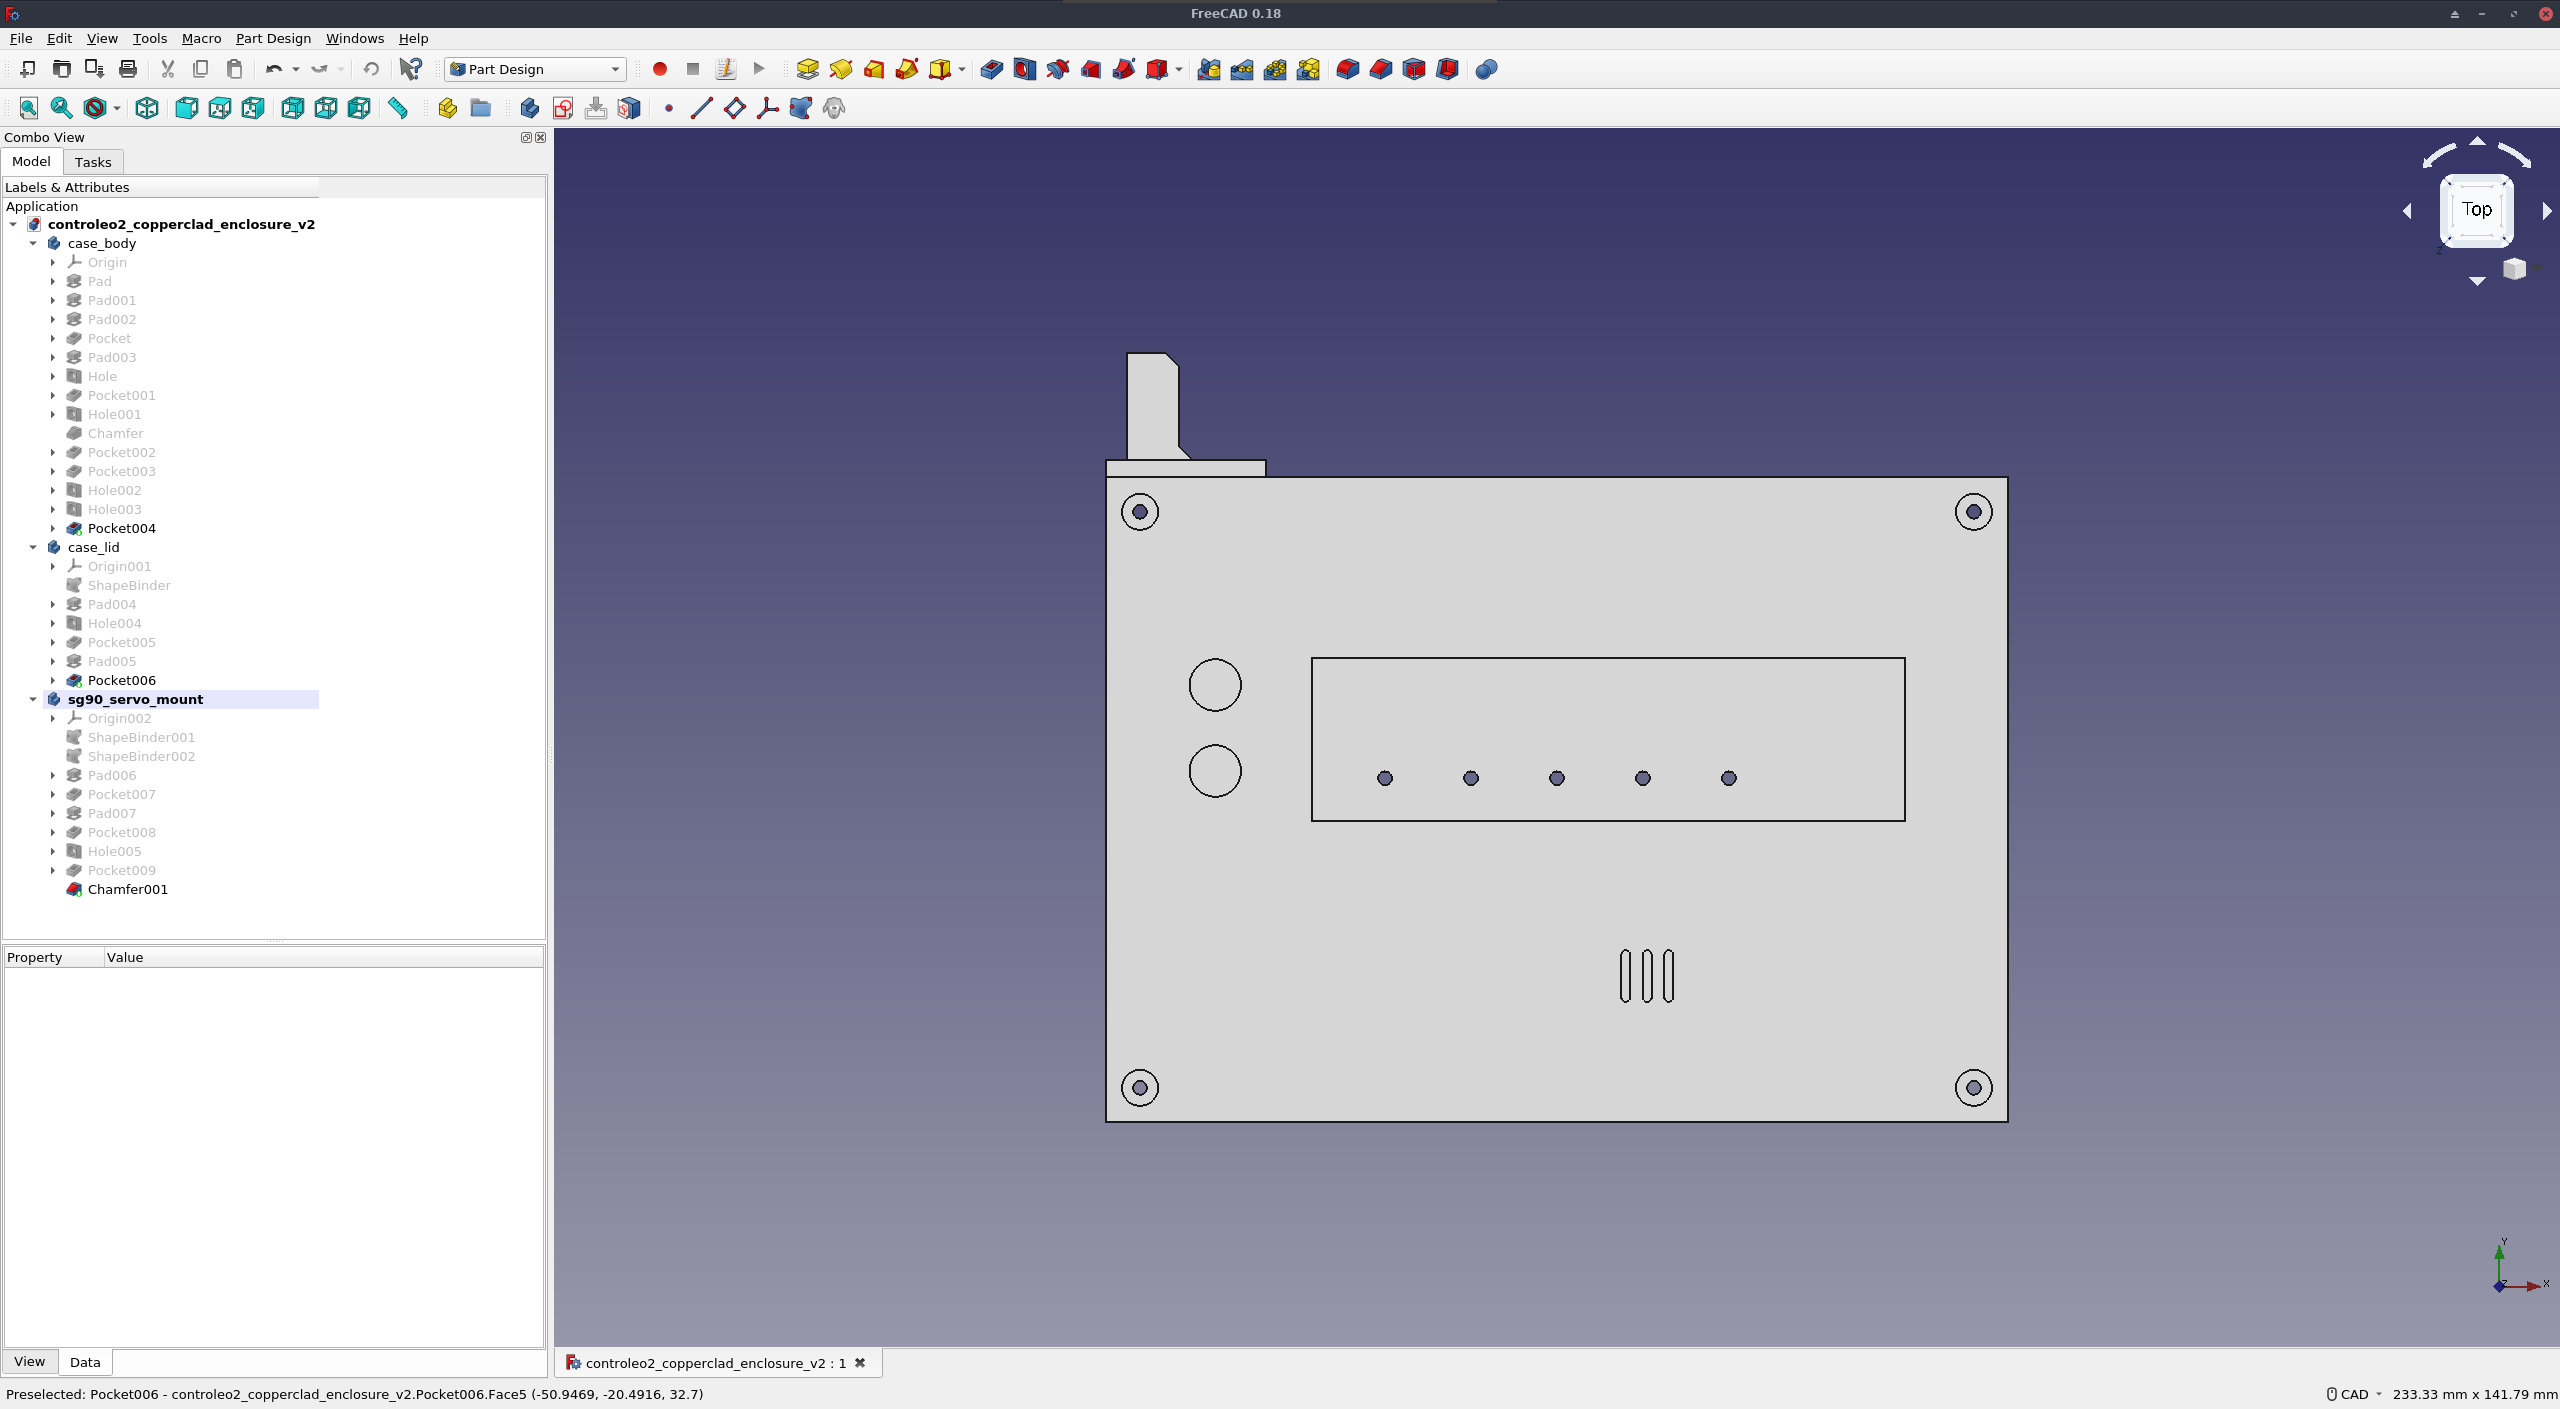 FreeCAD 0.18
File Edit View Tools Macro Part Design Windows Help
Part Design
Combo View
Model Tasks
Labels & Attributes
Application
controleo2_copperclad_enclosure_v2
case_body
Origin
Pad
Pad001
Pad002
Pocket
Pad003
Hole
Pocket001
Hole001
Chamfer
Pocket002
Pocket003
Hole002
Hole003
Pocket004
case_lid
Origin001
ShapeBinder
Pad004
Hole004
Pocket005
Pad005
Pocket006
sg90_servo_mount
Origin002
ShapeBinder001
ShapeBinder002
Pad006
Pocket007
Pad007
Pocket008
Hole005
Pocket009
Chamfer001
Property Value
View Data
Top
Z
Y
Z
X
controleo2_copperclad_enclosure_v2 : 1
Preselected: Pocket006 - controleo2_copperclad_enclosure_v2.Pocket006.Face5 (-50.9469, -20.4916, 32.7)
CAD
233.33 mm x 141.79 mm